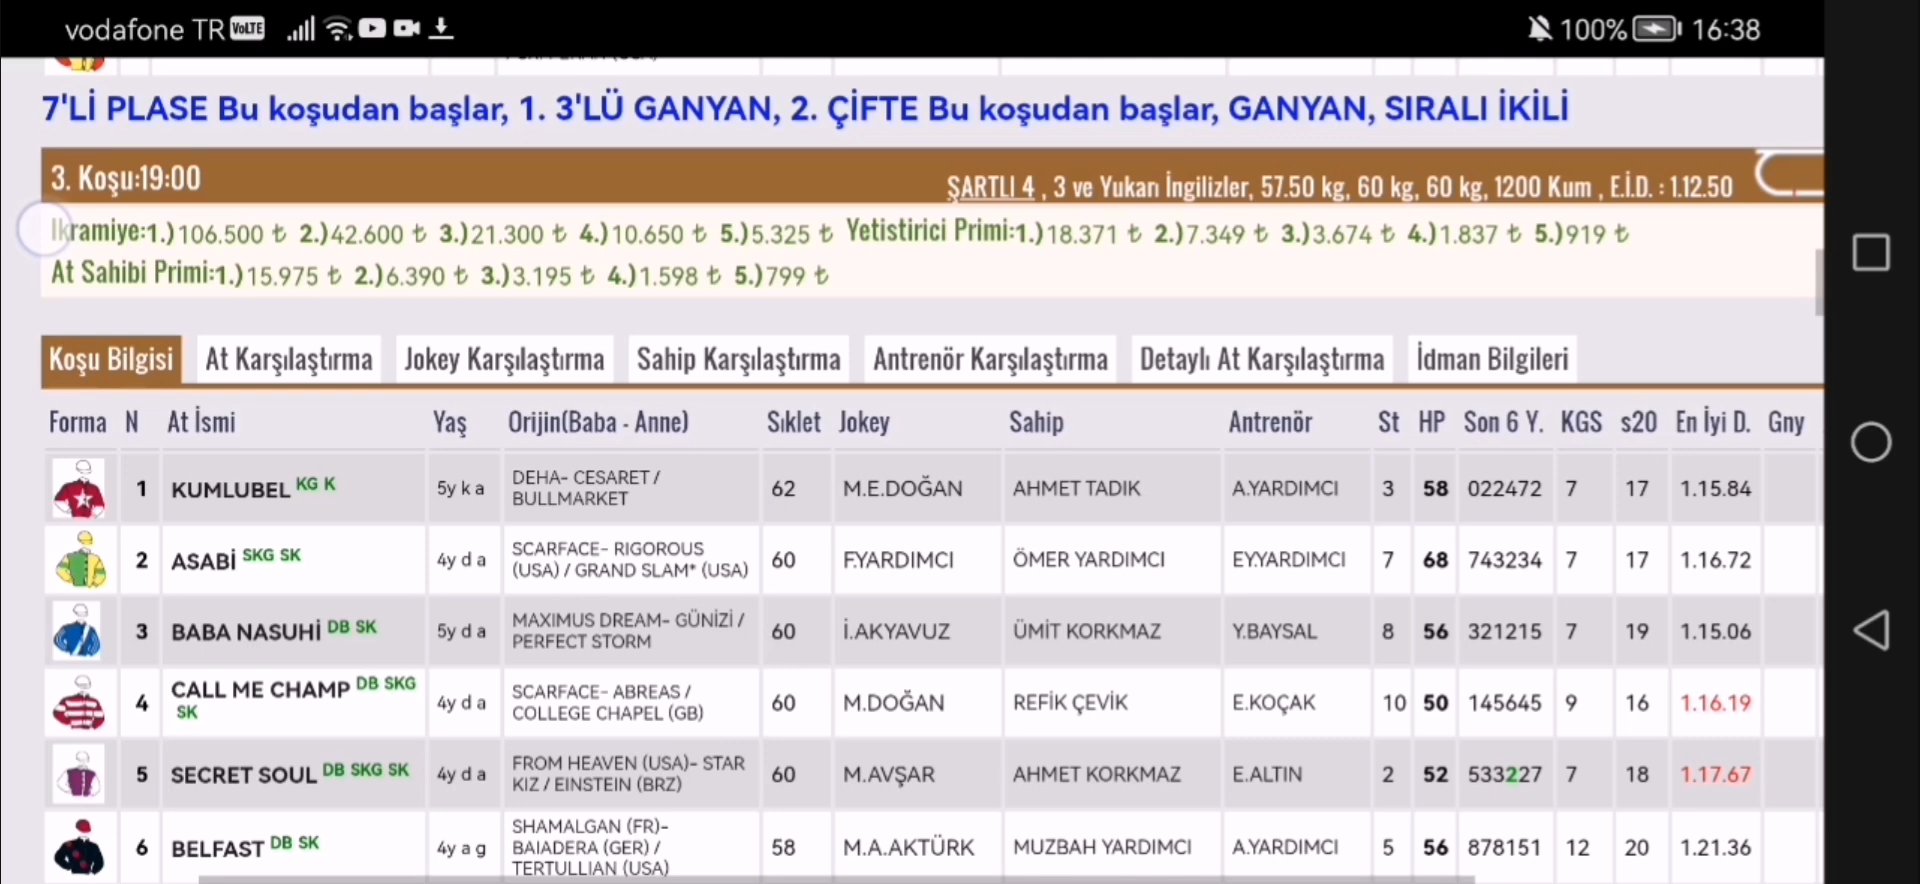 vodafone TR VoLTE 100% 16:38
7'Lİ PLASE Bu koşudan başlar, 1. 3'LÜ GANYAN, 2. ÇİFTE Bu koşudan başlar, GANYAN, SIRALI İKİLİ
3. Koşu:19:00
ŞARTLI 4 , 3 ve Yukarı İngilizler, 57.50 kg, 60 kg, 60 kg, 1200 Kum , E.İ.D. : 1.12.50
Ikramiye:1.)106.500 ₺ 2.)42.600 ₺ 3.)21.300 ₺ 4.)10.650 ₺ 5.)5.325 ₺ Yetistirici Primi:1.)18.371 ₺ 2.)7.349 ₺ 3.)3.674 ₺ 4.)1.837 ₺ 5.)919 ₺
At Sahibi Primi:1.)15.975 ₺ 2.)6.390 ₺ 3.)3.195 ₺ 4.)1.598 ₺ 5.)799 ₺
Koşu Bilgisi At Karşılaştırma Jokey Karşılaştırma Sahip Karşılaştırma Antrenör Karşılaştırma Detaylı At Karşılaştırma İdman Bilgileri
Forma N At İsmi Yaş Orijin(Baba - Anne) Sıklet Jokey Sahip Antrenör St HP Son 6 Y. KGS s20 En İyi D. Gny
1 KUMLUBEL KG K 5y k a DEHA- CESARET / BULLMARKET 62 M.E.DOĞAN AHMET TADIK A.YARDIMCI 3 58 022472 7 17 1.15.84
2 ASABİ SKG SK 4y d a SCARFACE- RIGOROUS (USA) / GRAND SLAM* (USA) 60 F.YARDIMCI ÖMER YARDIMCI EY.YARDIMCI 7 68 743234 7 17 1.16.72
3 BABA NASUHİ DB SK 5y d a MAXIMUS DREAM- GÜNİZİ / PERFECT STORM 60 İ.AKYAVUZ ÜMİT KORKMAZ Y.BAYSAL 8 56 321215 7 19 1.15.06
4 CALL ME CHAMP DB SKG SK 4y d a SCARFACE- ABREAS / COLLEGE CHAPEL (GB) 60 M.DOĞAN REFİK ÇEVİK E.KOÇAK 10 50 145645 9 16 1.16.19
5 SECRET SOUL DB SKG SK 4y d a FROM HEAVEN (USA)- STAR KIZ / EINSTEIN (BRZ) 60 M.AVŞAR AHMET KORKMAZ E.ALTIN 2 52 533227 7 18 1.17.67
6 BELFAST DB SK 4y a g SHAMALGAN (FR)- BAIADERA (GER) / TERTULLIAN (USA) 58 M.A.AKTÜRK MUZBAH YARDIMCI A.YARDIMCI 5 56 878151 12 20 1.21.36